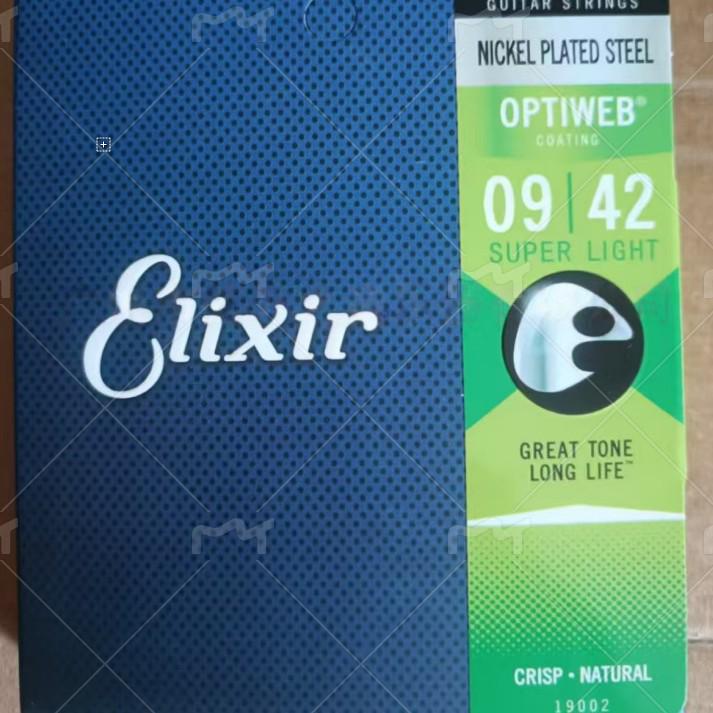 GUITAR STRINGS
NICKEL PLATED STEEL
OPTIWEB®
COATING
09 | 42
SUPER LIGHT
Elixir
GREAT TONE
LONG LIFE™
CRISP • NATURAL
19002